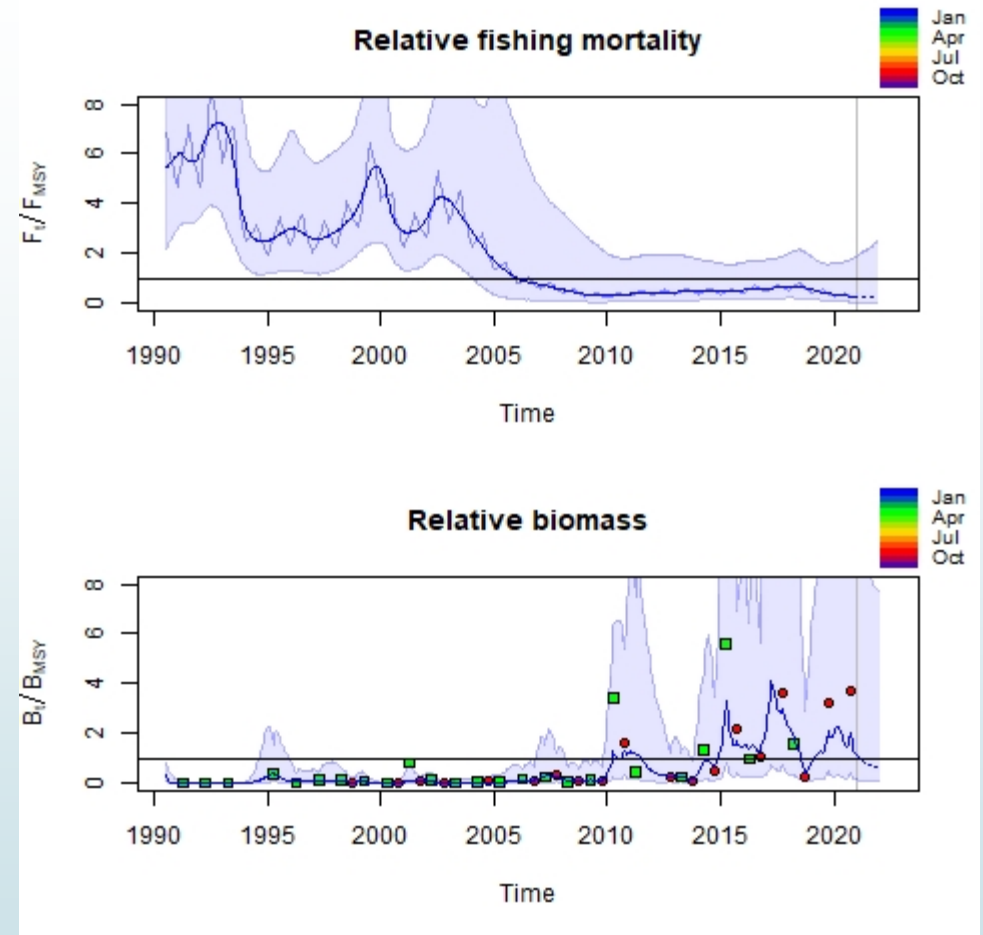 Relative fishing mortality
Jan
Apr
Jul
Oct
Ft/ FMSY
8
6
4
2
0
1990 1995 2000 2005 2010 2015 2020
Time
Relative biomass
Jan
Apr
Jul
Oct
Bt/ BMSY
8
6
4
2
0
1990 1995 2000 2005 2010 2015 2020
Time